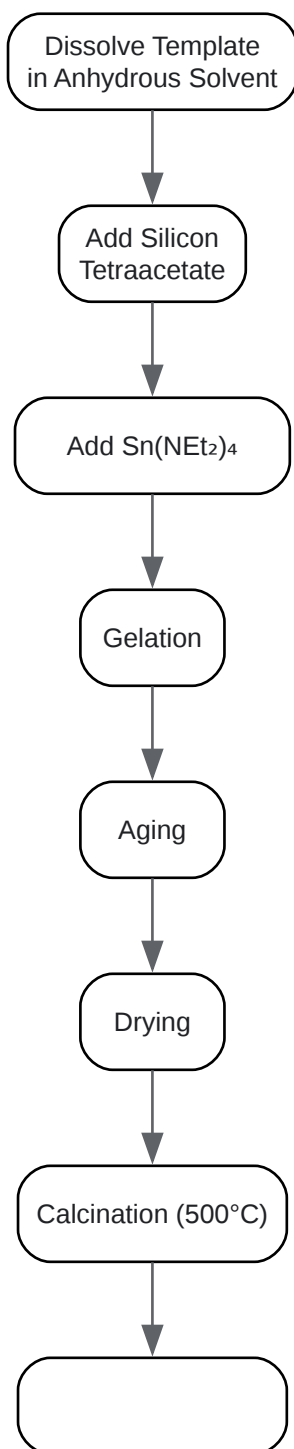 Dissolve Template
in Anhydrous Solvent
Add Silicon
Tetraacetate
Add Sn(NEt₂)₄
Gelation
Aging
Drying
Calcination (500°C)